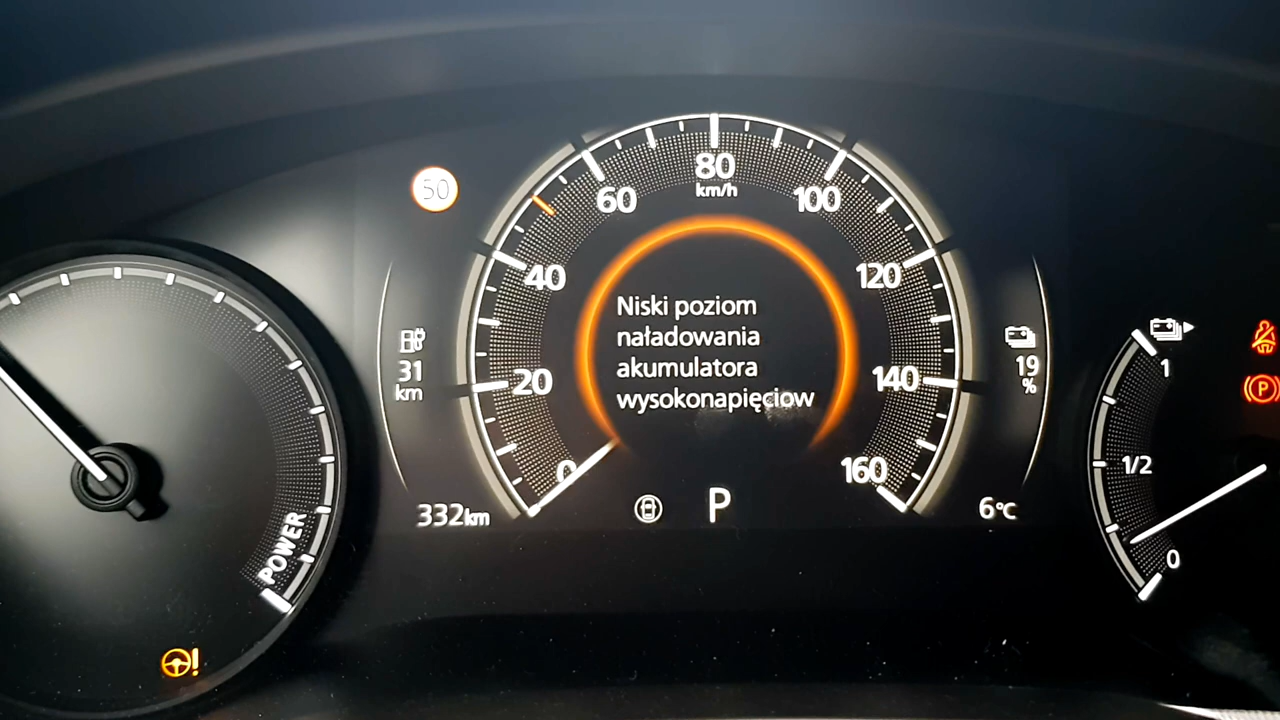 50
80
km/h
60
100
40
120
Niski poziom
naładowania
akumulatora
wysokonapięciow
31
km
19
%
20
140
1
1/2
0
0
160
332km
P
6°C
POWER
P